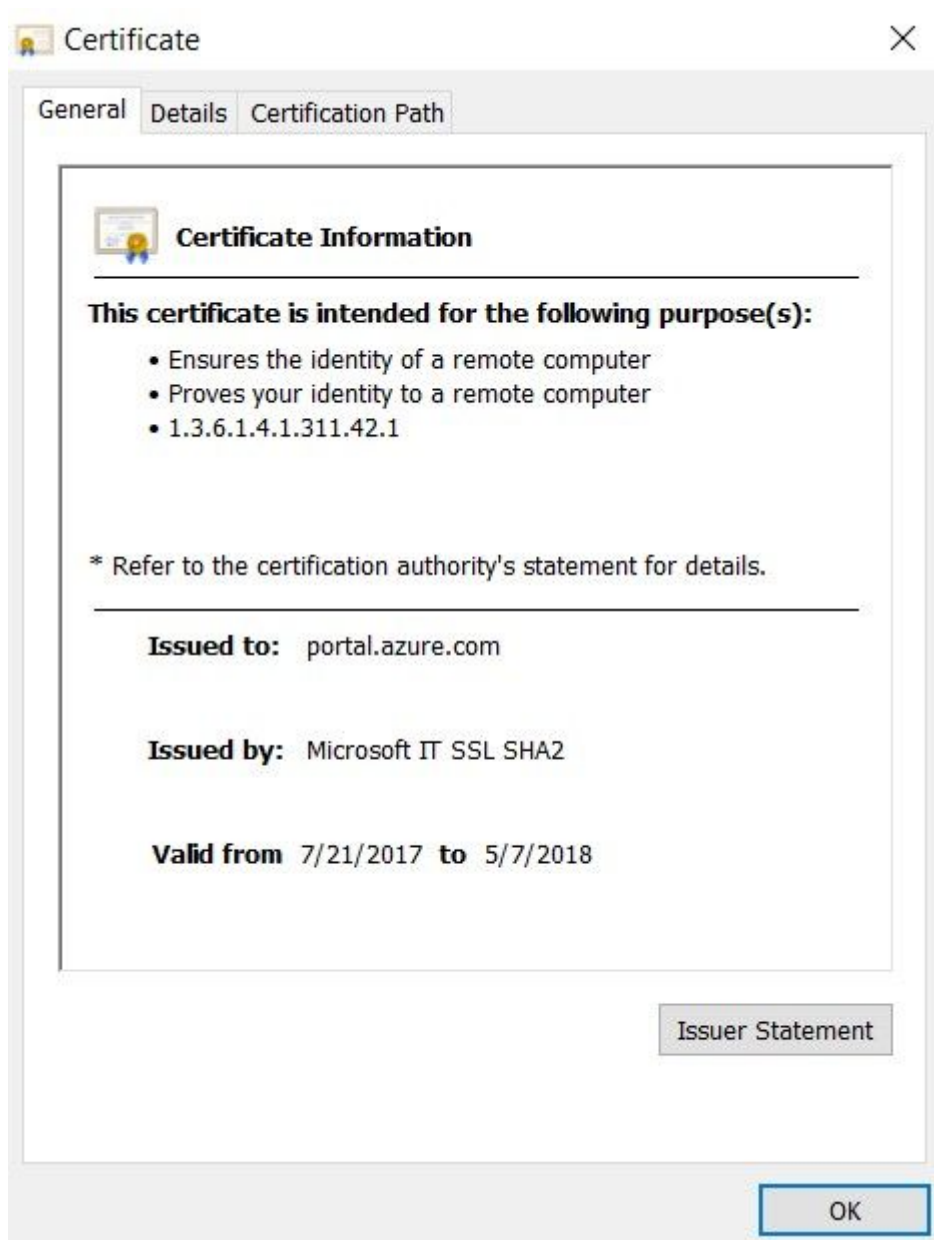 Certificate
General Details Certification Path
Certificate Information
This certificate is intended for the following purpose(s):
• Ensures the identity of a remote computer
• Proves your identity to a remote computer
• 1.3.6.1.4.1.311.42.1
* Refer to the certification authority's statement for details.
Issued to: portal.azure.com
Issued by: Microsoft IT SSL SHA2
Valid from 7/21/2017 to 5/7/2018
Issuer Statement
OK